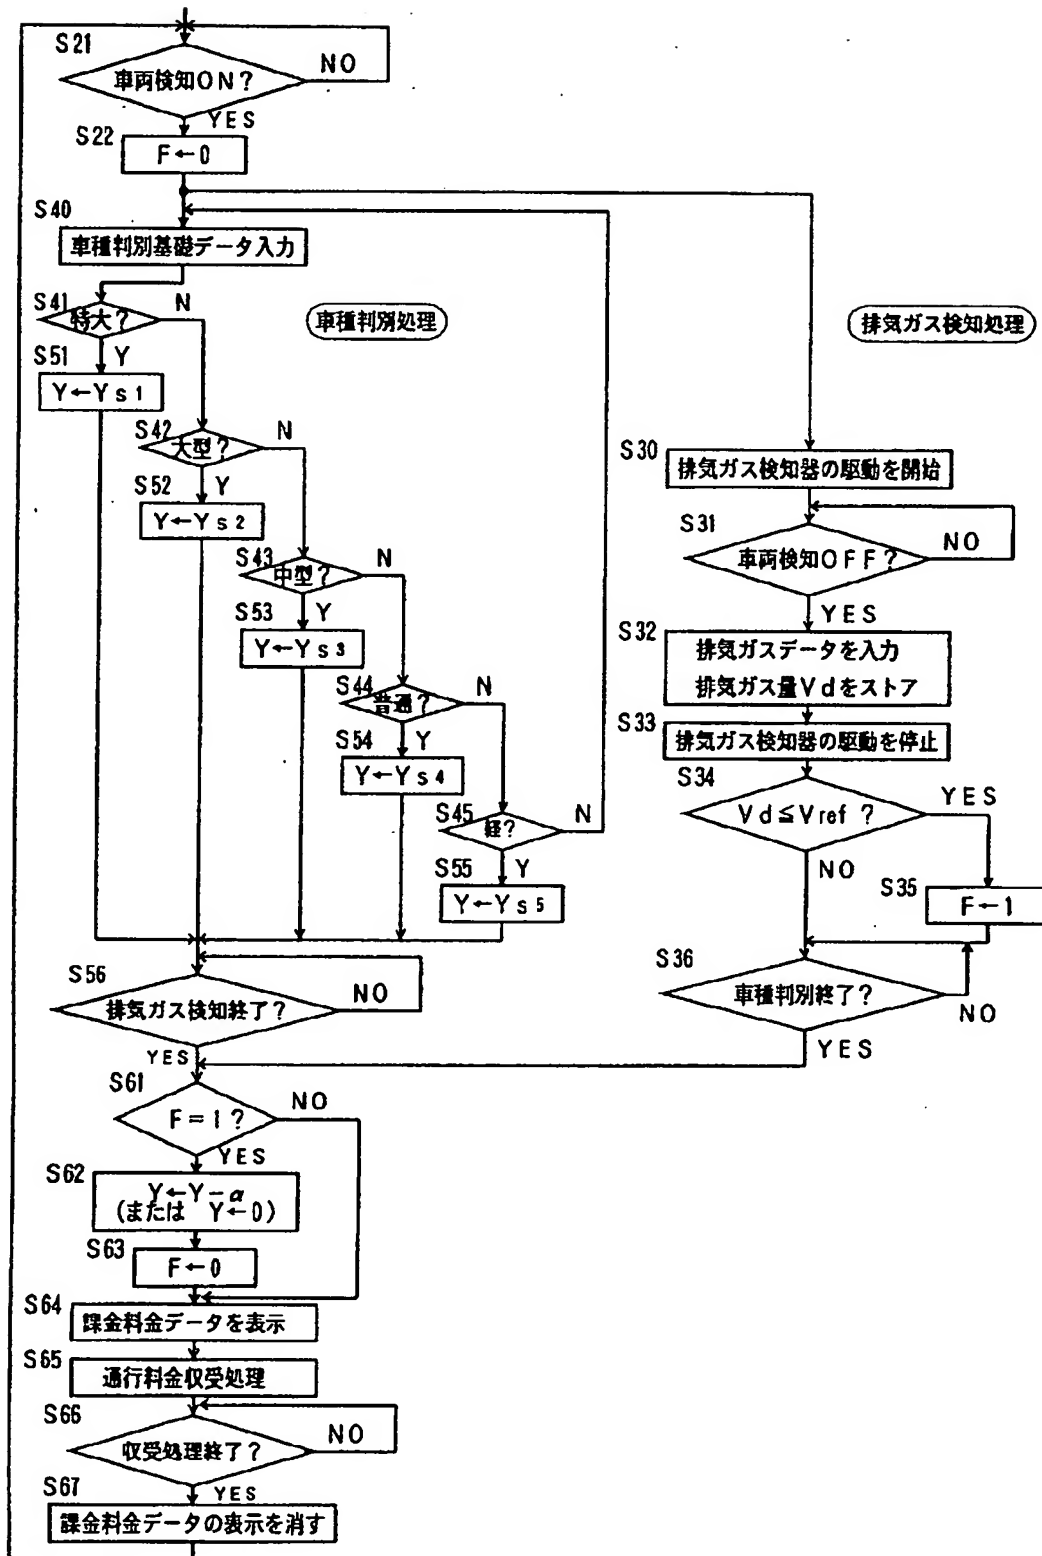 S21
車両検知ON?
NO
YES
S22
F←0
S40
車種判別基礎データ入力
S41
特大?
N
Y
S51
Y←Ys1
車種判別処理
S42
大型?
N
Y
S52
Y←Ys2
S43
中型?
N
Y
S53
Y←Ys3
S44
普通?
N
Y
S54
Y←Ys4
S45
軽?
N
Y
S55
Y←Ys5
排気ガス検知処理
S30
排気ガス検知器の駆動を開始
S31
車両検知OFF?
NO
YES
S32
排気ガスデータを入力
排気ガス量Vdをストア
S33
排気ガス検知器の駆動を停止
S34
Vd≦Vref?
YES
NO
S35
F←1
S36
車種判別終了?
NO
YES
S56
排気ガス検知終了?
NO
YES
S61
F=1?
NO
YES
S62
Y←Y-α
(または Y←0)
S63
F←0
S64
課金料金データを表示
S65
通行料金収受処理
S66
収受処理終了?
NO
YES
S67
課金料金データの表示を消す